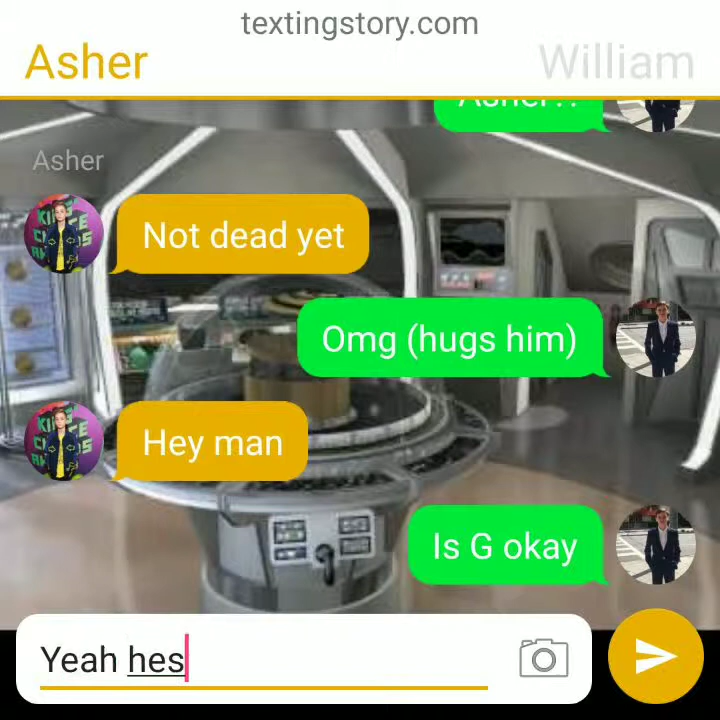 textingstory.com
Asher
William
Asher
Not dead yet
Omg (hugs him)
Hey man
Is G okay
Yeah hes